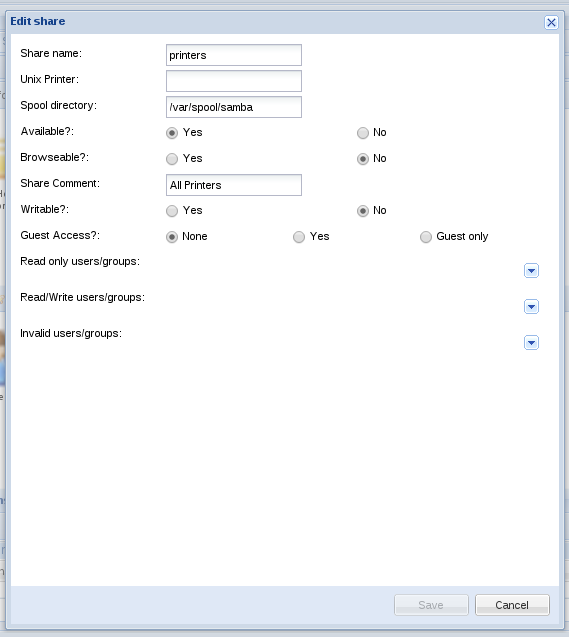 Edit share
Share name: printers
Unix Printer:
Spool directory: /var/spool/samba
Available?: Yes No
Browseable?: Yes No
Share Comment: All Printers
Writable?: Yes No
Guest Access?: None Yes Guest only
Read only users/groups:
Read/Write users/groups:
Invalid users/groups:
Save Cancel